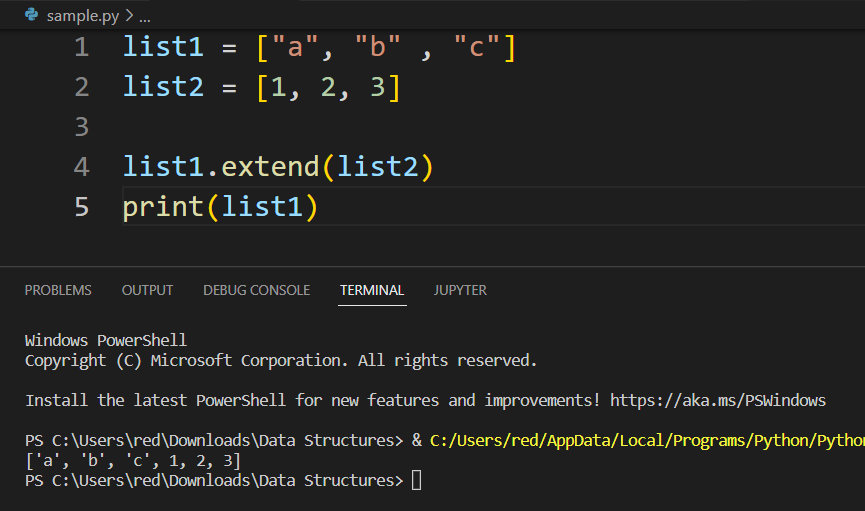 sample.py > ...
1 list1 = ["a", "b" , "c"]
2 list2 = [1, 2, 3]
3
4 list1.extend(list2)
5 print(list1)
PROBLEMS OUTPUT DEBUG CONSOLE TERMINAL JUPYTER
Windows PowerShell
Copyright (C) Microsoft Corporation. All rights reserved.
Install the latest PowerShell for new features and improvements! https://aka.ms/PSWindows
PS C:\Users\red\Downloads\Data Structures> & C:/Users/red/AppData/Local/Programs/Python/Python
['a', 'b', 'c', 1, 2, 3]
PS C:\Users\red\Downloads\Data Structures>